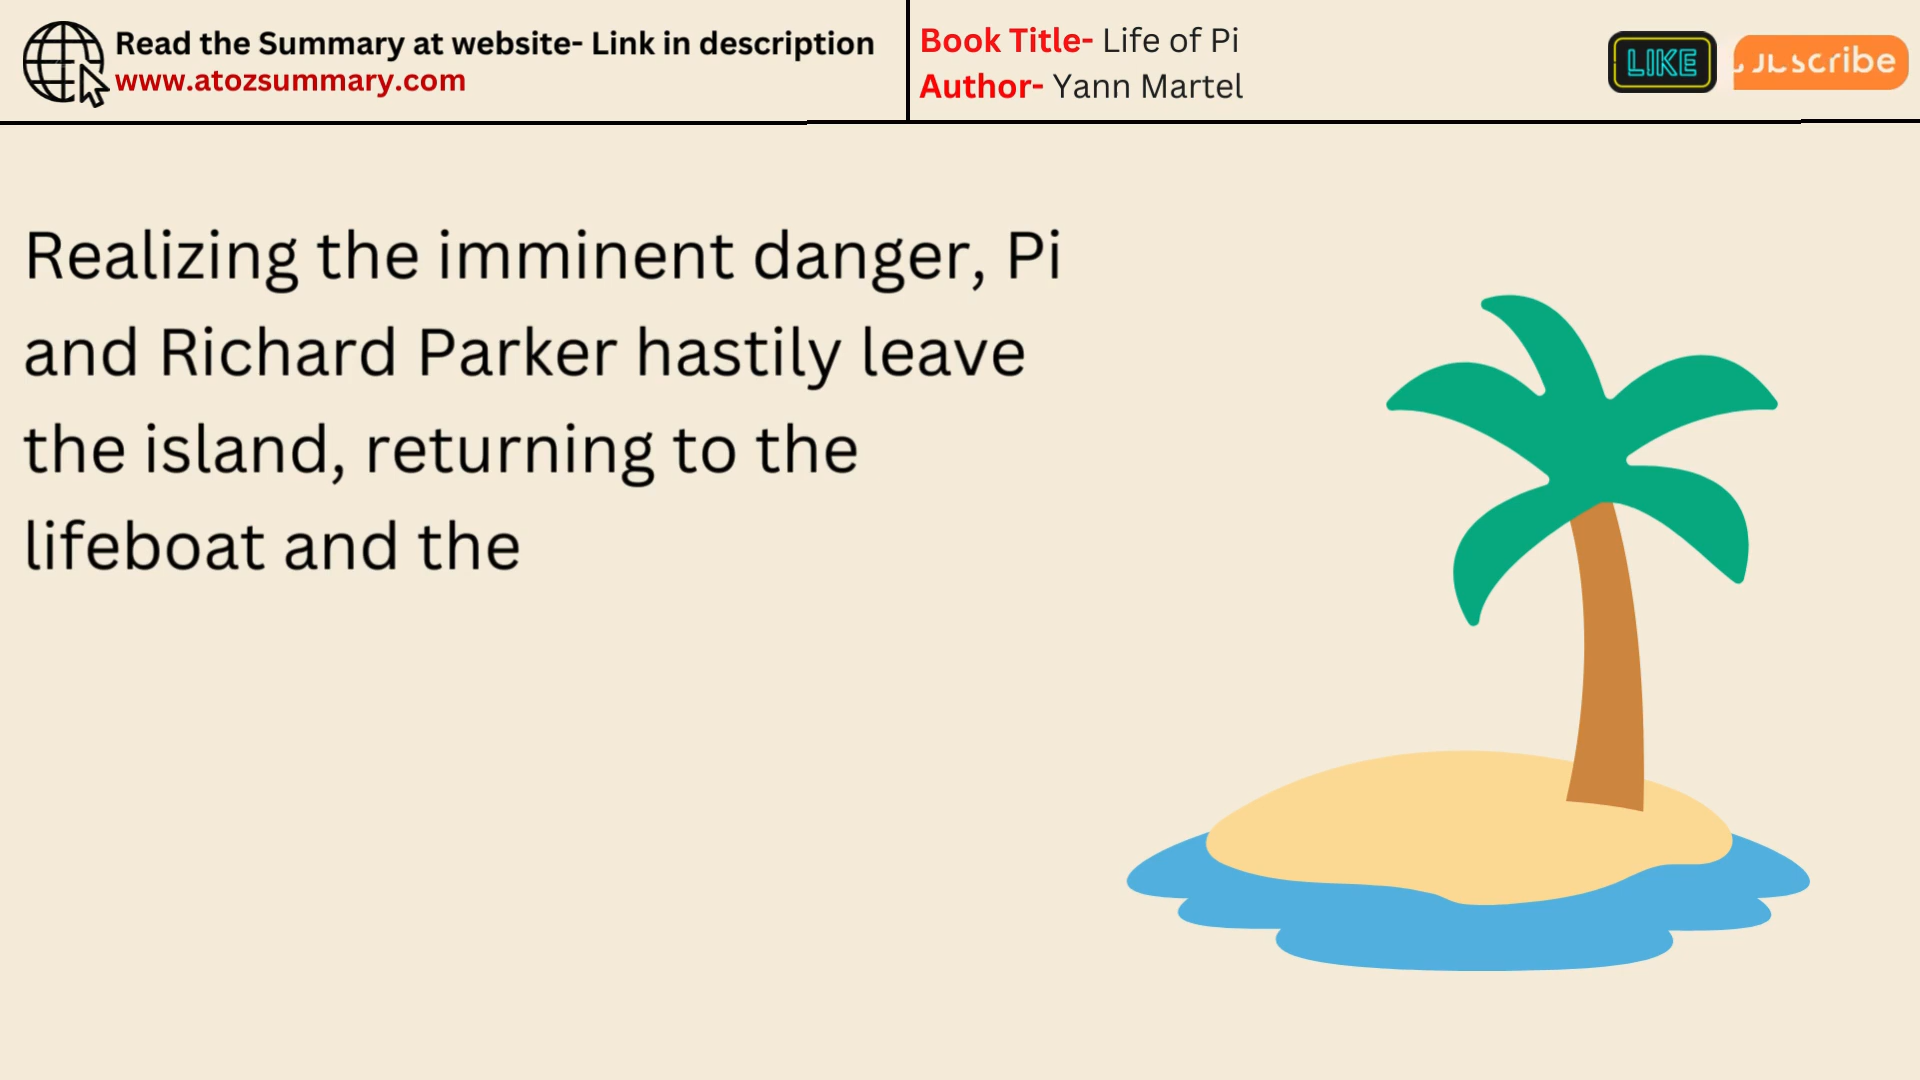 Read the Summary at website- Link in description
www.atozsummary.com
Book Title- Life of Pi
Author- Yann Martel
LIKE
Realizing the imminent danger, Pi
and Richard Parker hastily leave
the island, returning to the
lifeboat and the